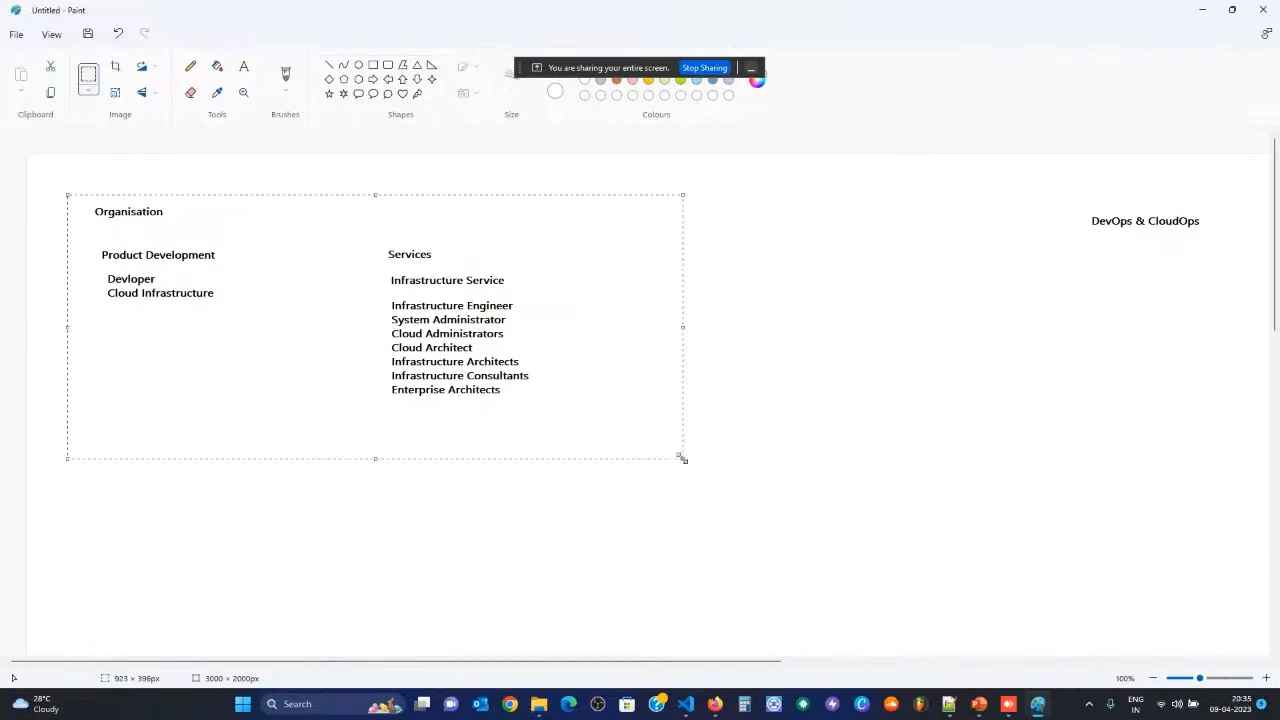 Untitled - Paint
File
View
You are sharing your entire screen.
Stop Sharing
Clipboard
Image
Tools
Brushes
Shapes
Size
Colours
Organisation
DevOps & CloudOps
Product Development
Services
Devloper
Cloud Infrastructure
Infrastructure Service
Infrastructure Engineer
System Administrator
Cloud Administrators
Cloud Architect
Infrastructure Architects
Infrastructure Consultants
Enterprise Architects
923 × 396px
3000 × 2000px
100%
28°C
Cloudy
Search
ENG
IN
20:35
09-04-2023